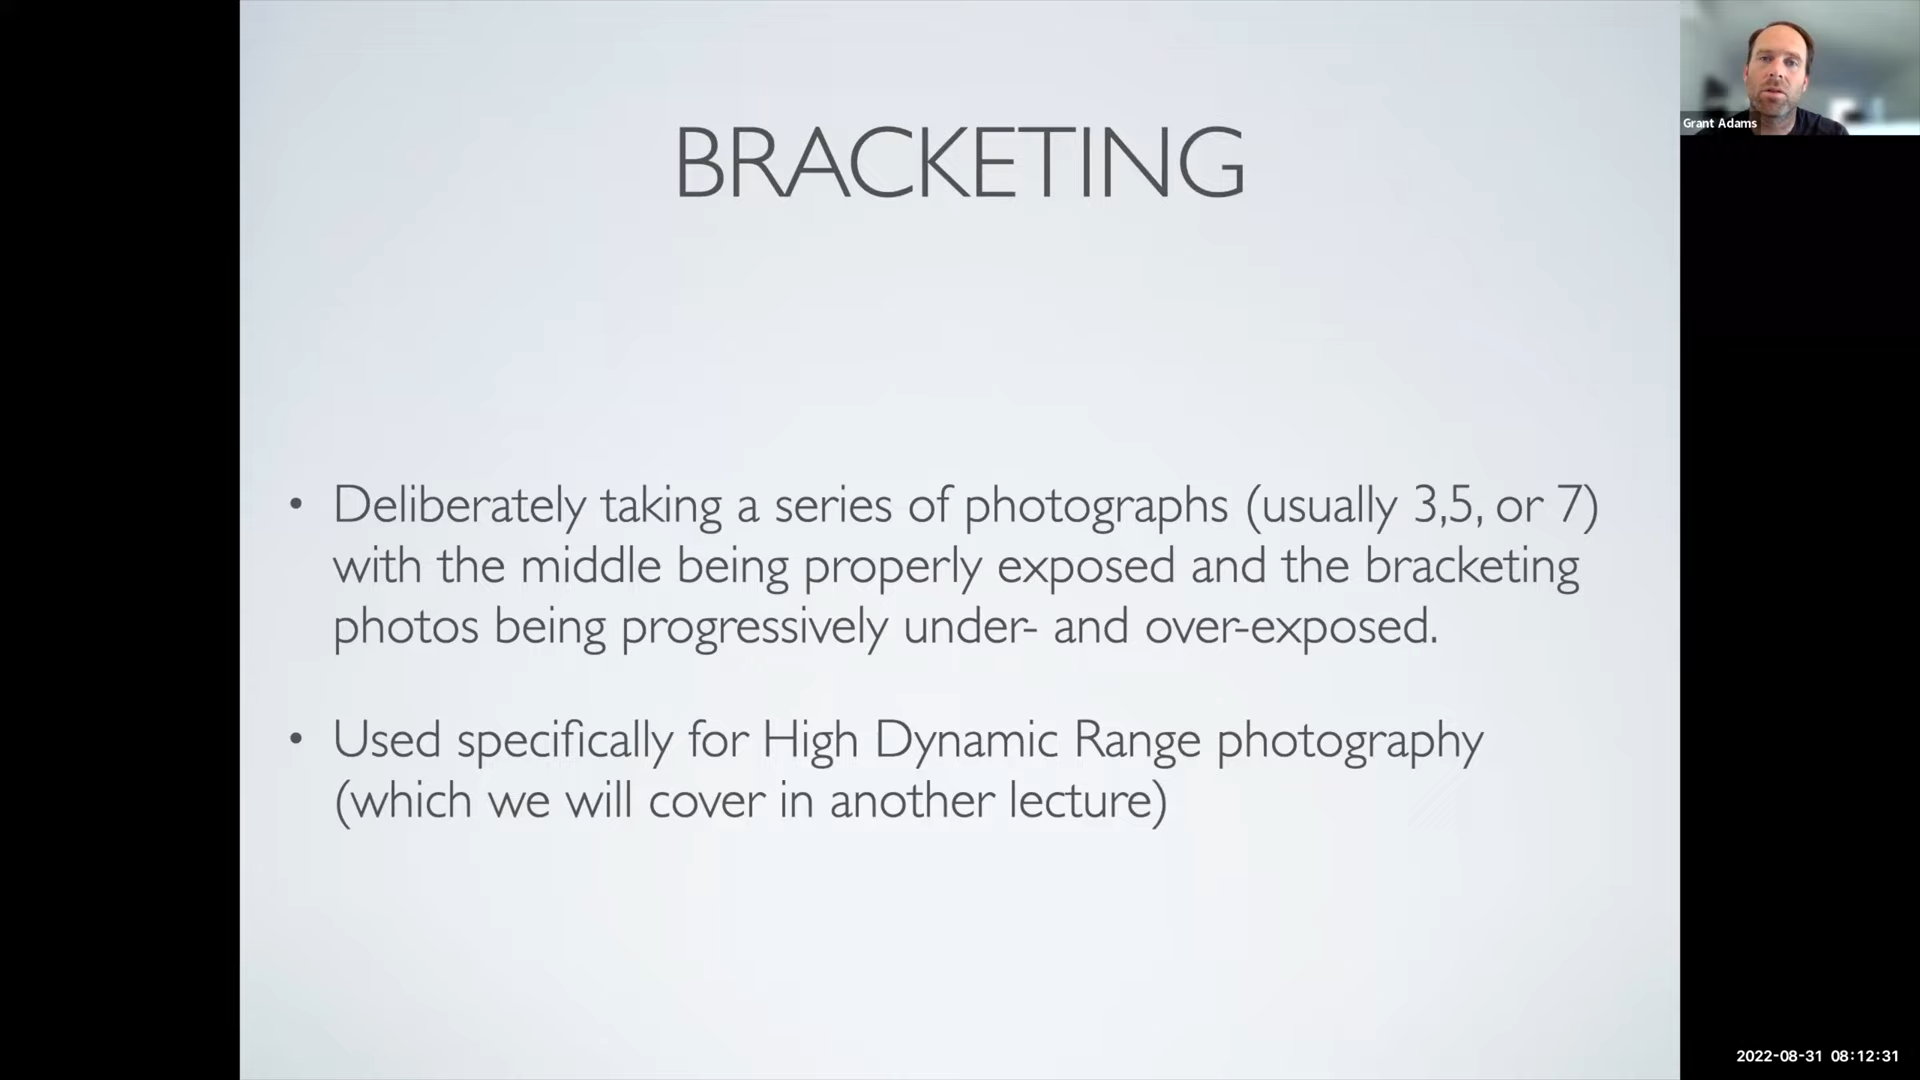 BRACKETING
Grant Adams
• Deliberately taking a series of photographs (usually 3,5, or 7)
with the middle being properly exposed and the bracketing
photos being progressively under- and over-exposed.
• Used specifically for High Dynamic Range photography
(which we will cover in another lecture)
2022-08-31 08:12:31